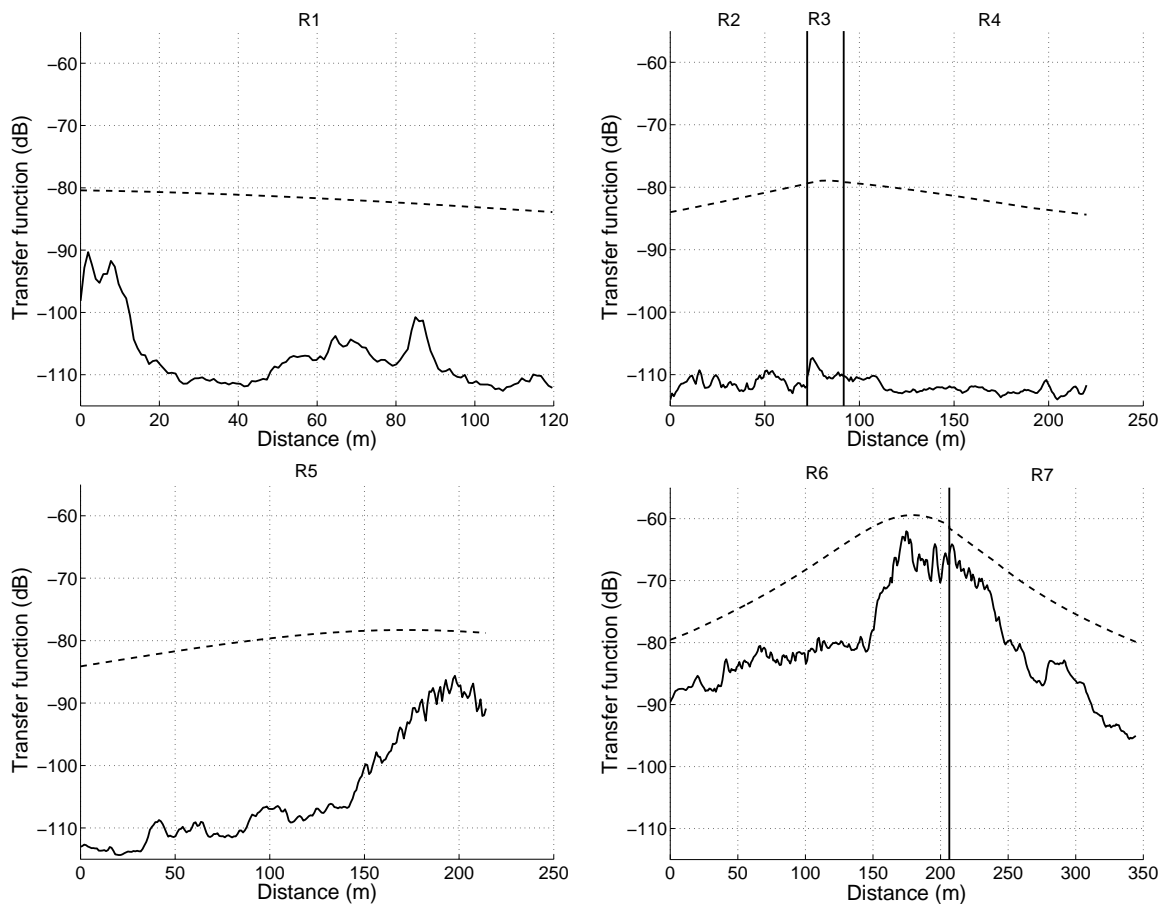 R1
Transfer function (dB)
−60
−70
−80
−90
−100
−110
0 20 40 60 80 100 120
Distance (m)
R2 R3 R4
Transfer function (dB)
−60
−70
−80
−90
−100
−110
0 50 100 150 200 250
Distance (m)
R5
Transfer function (dB)
−60
−70
−80
−90
−100
−110
0 50 100 150 200 250
Distance (m)
R6 R7
Transfer function (dB)
−60
−70
−80
−90
−100
−110
0 50 100 150 200 250 300 350
Distance (m)